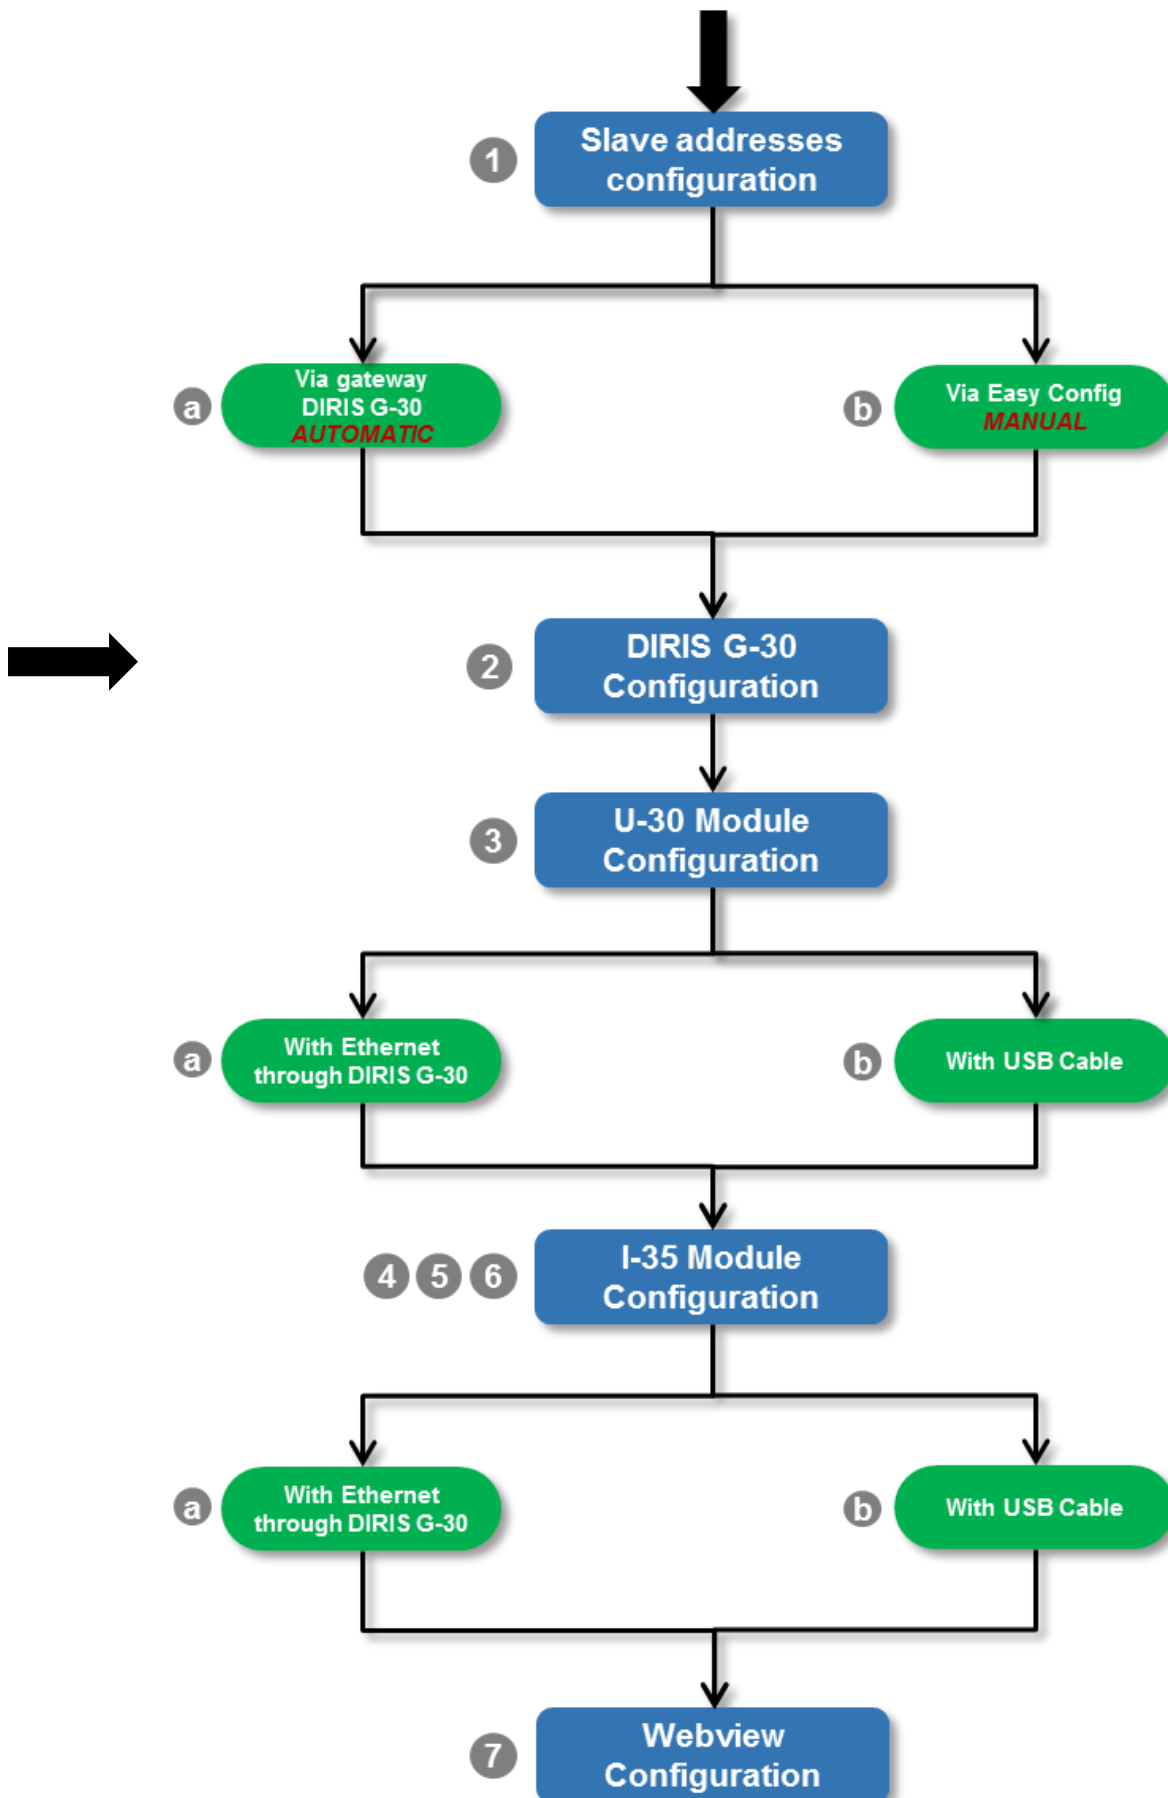 1
Slave addresses
configuration
a
Via gateway
DIRIS G-30
AUTOMATIC
b
Via Easy Config
MANUAL
2
DIRIS G-30
Configuration
3
U-30 Module
Configuration
a
With Ethernet
through DIRIS G-30
b
With USB Cable
4 5 6
I-35 Module
Configuration
a
With Ethernet
through DIRIS G-30
b
With USB Cable
7
Webview
Configuration